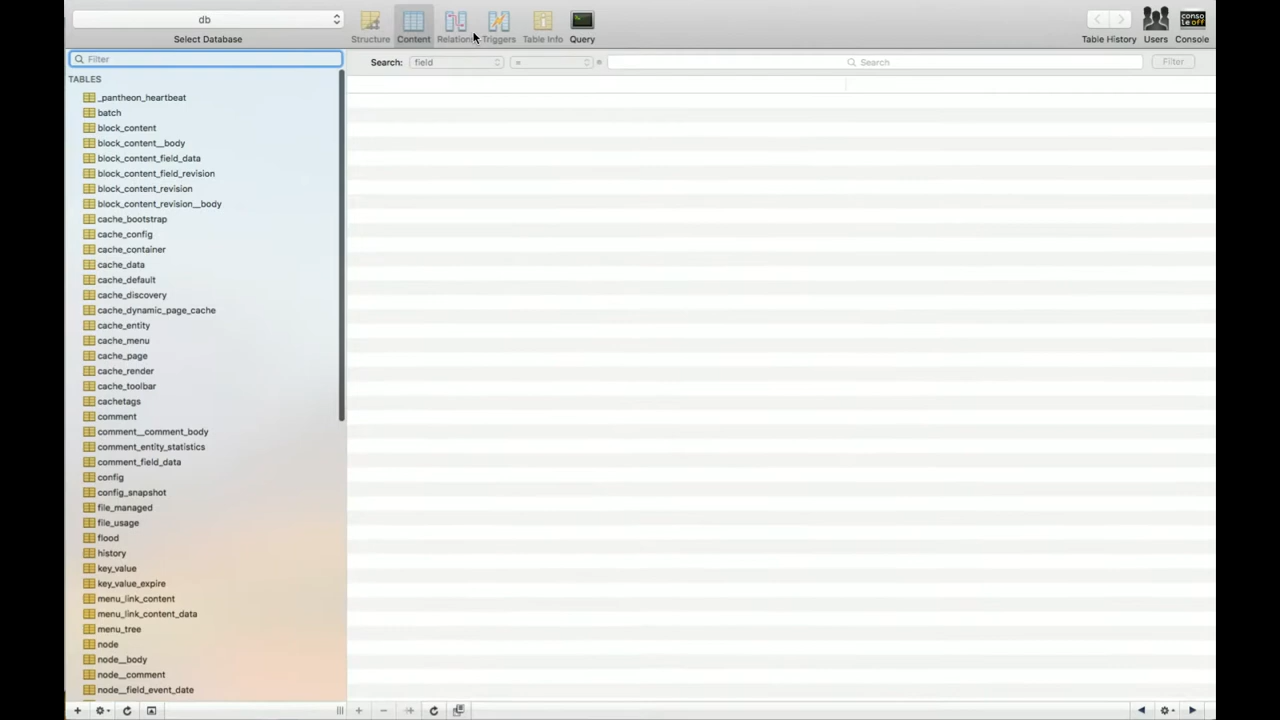 db
Select Database
Structure
Content
Relations
Triggers
Table Info
Query
Table History
Users
Console
conso
le off
Filter
Search:
field
=
Search
Filter
TABLES
_pantheon_heartbeat
batch
block_content
block_content__body
block_content_field_data
block_content_field_revision
block_content_revision
block_content_revision__body
cache_bootstrap
cache_config
cache_container
cache_data
cache_default
cache_discovery
cache_dynamic_page_cache
cache_entity
cache_menu
cache_page
cache_render
cache_toolbar
cachetags
comment
comment__comment_body
comment_entity_statistics
comment_field_data
config
config_snapshot
file_managed
file_usage
flood
history
key_value
key_value_expire
menu_link_content
menu_link_content_data
menu_tree
node
node__body
node__comment
node__field_event_date